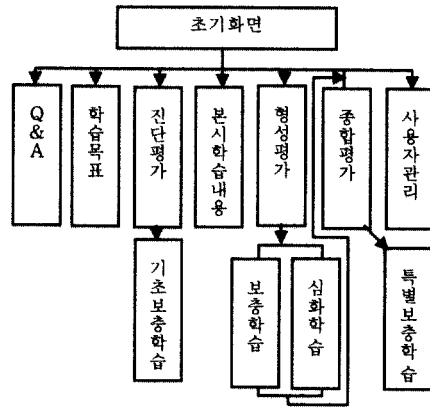 초기화면
Q&A
학습목표
진단평가
본시학습내용
형성평가
종합평가
사용자관리
기초보충학습
보충학습
심화학습
특별보충학습